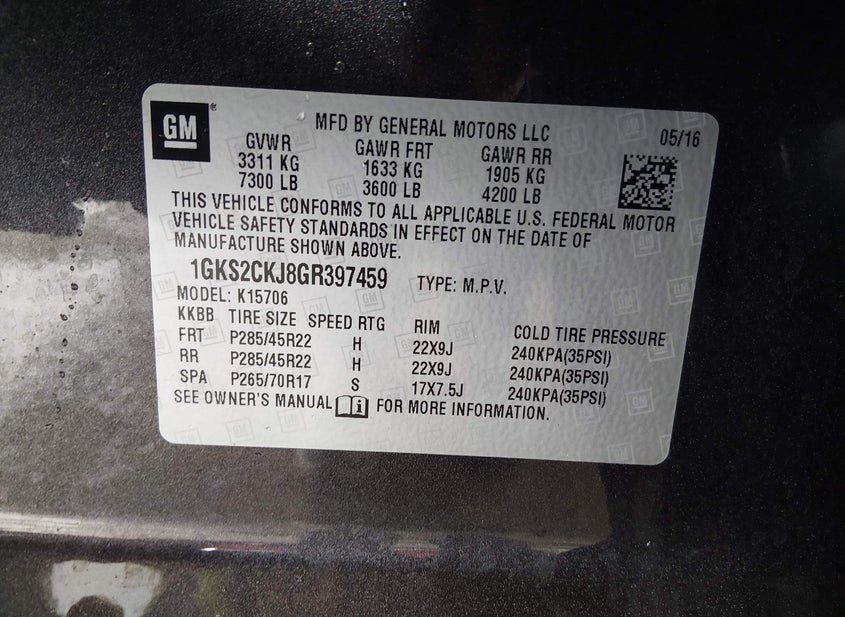 GM ®
MFD BY GENERAL MOTORS LLC 05/16
GVWR GAWR FRT GAWR RR
3311 KG 1633 KG 1905 KG
7300 LB 3600 LB 4200 LB
THIS VEHICLE CONFORMS TO ALL APPLICABLE U.S. FEDERAL MOTOR
VEHICLE SAFETY STANDARDS IN EFFECT ON THE DATE OF
MANUFACTURE SHOWN ABOVE.
1GKS2CKJ8GR397459 TYPE: M.P.V.
MODEL: K15706
KKBB TIRE SIZE SPEED RTG RIM COLD TIRE PRESSURE
FRT P285/45R22 H 22X9J 240KPA(35PSI)
RR P285/45R22 H 22X9J 240KPA(35PSI)
SPA P265/70R17 S 17X7.5J 240KPA(35PSI)
SEE OWNER'S MANUAL FOR MORE INFORMATION.